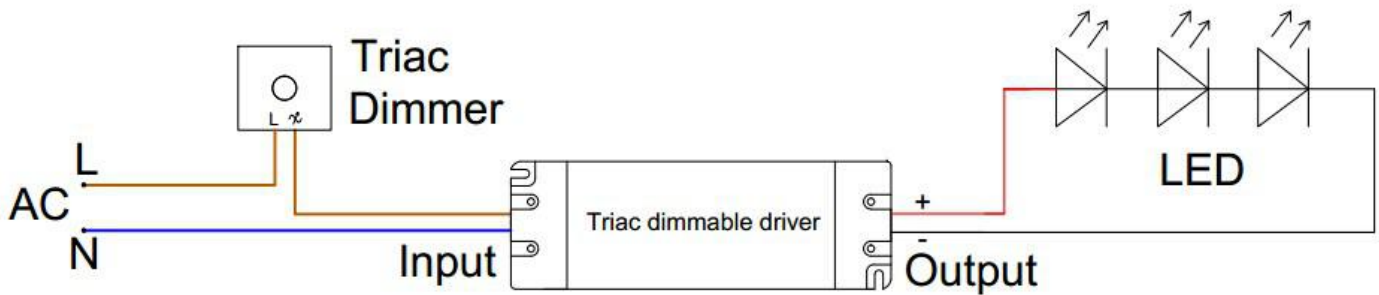 Triac
Dimmer
L
L
AC
N
Input
Triac dimmable driver
+
-
Output
LED